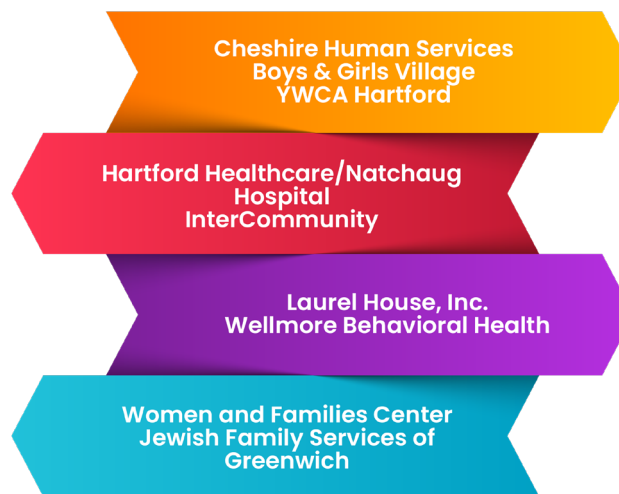 Cheshire Human Services
Boys & Girls Village
YWCA Hartford
Hartford Healthcare/Natchaug
Hospital
InterCommunity
Laurel House, Inc.
Wellmore Behavioral Health
Women and Families Center
Jewish Family Services of
Greenwich